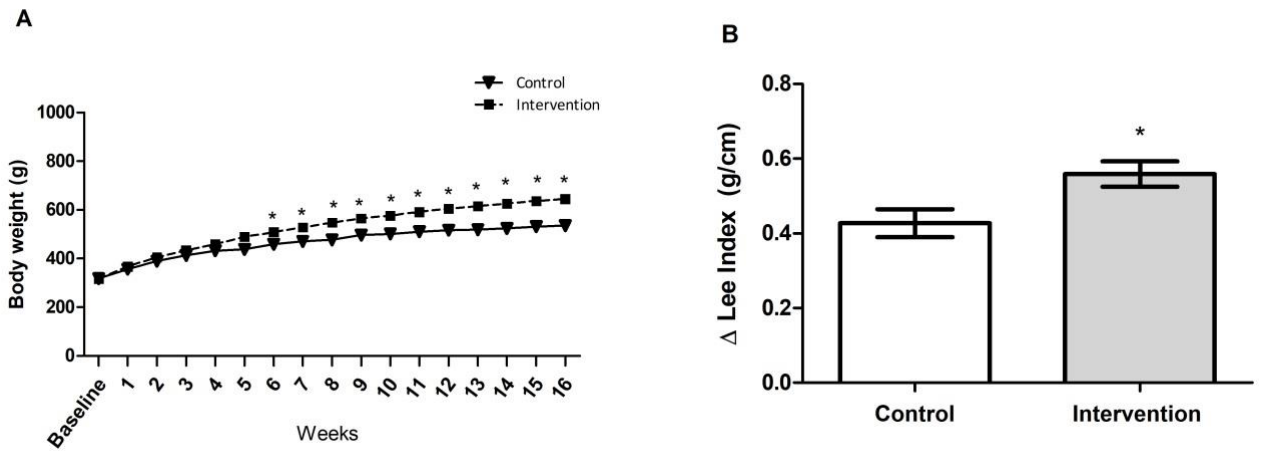 A
Control
Intervention
Body weight (g)
1000
800
600
400
200
0
* * * * * * * * * * *
Baseline 1 2 3 4 5 6 7 8 9 10 11 12 13 14 15 16
Weeks
B
Δ Lee Index (g/cm)
0.8
0.6
0.4
0.2
0.0
*
Control Intervention